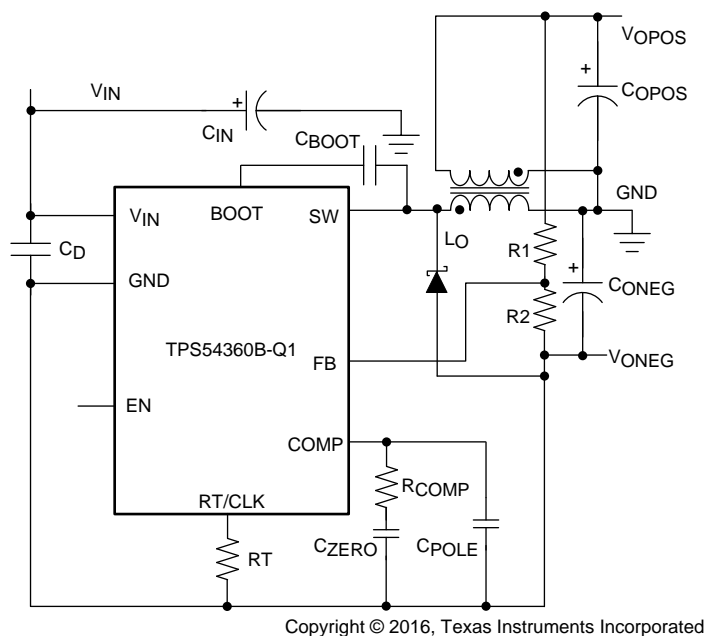 VOPOS
VIN
+
COPOS
+
CIN
CBOOT
GND
BOOT
VIN
SW
LO
CD
R1
+
GND
CONEG
R2
TPS54360B-Q1
FB
VONEG
EN
COMP
RCOMP
RT/CLK
CZERO
CPOLE
RT
Copyright © 2016, Texas Instruments Incorporated